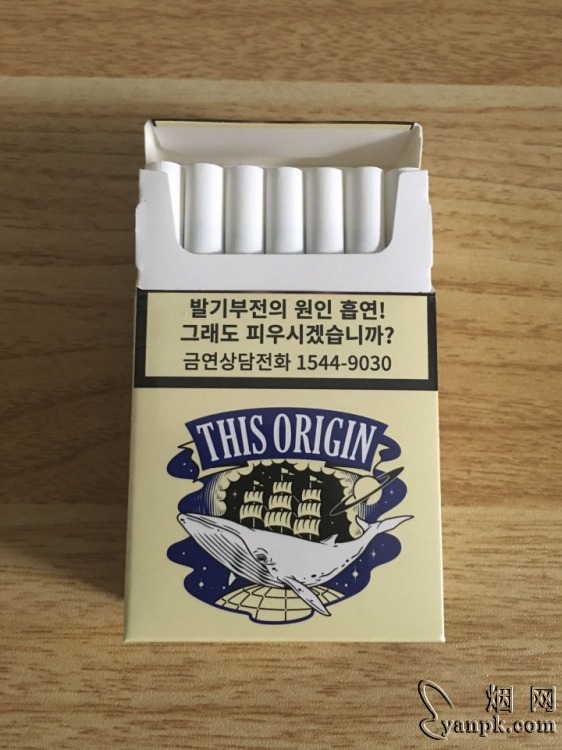 발기부전의 원인 흡연!
그래도 피우시겠습니까?
금연상담전화 1544-9030
THIS ORIGIN
烟网
yanpk.com